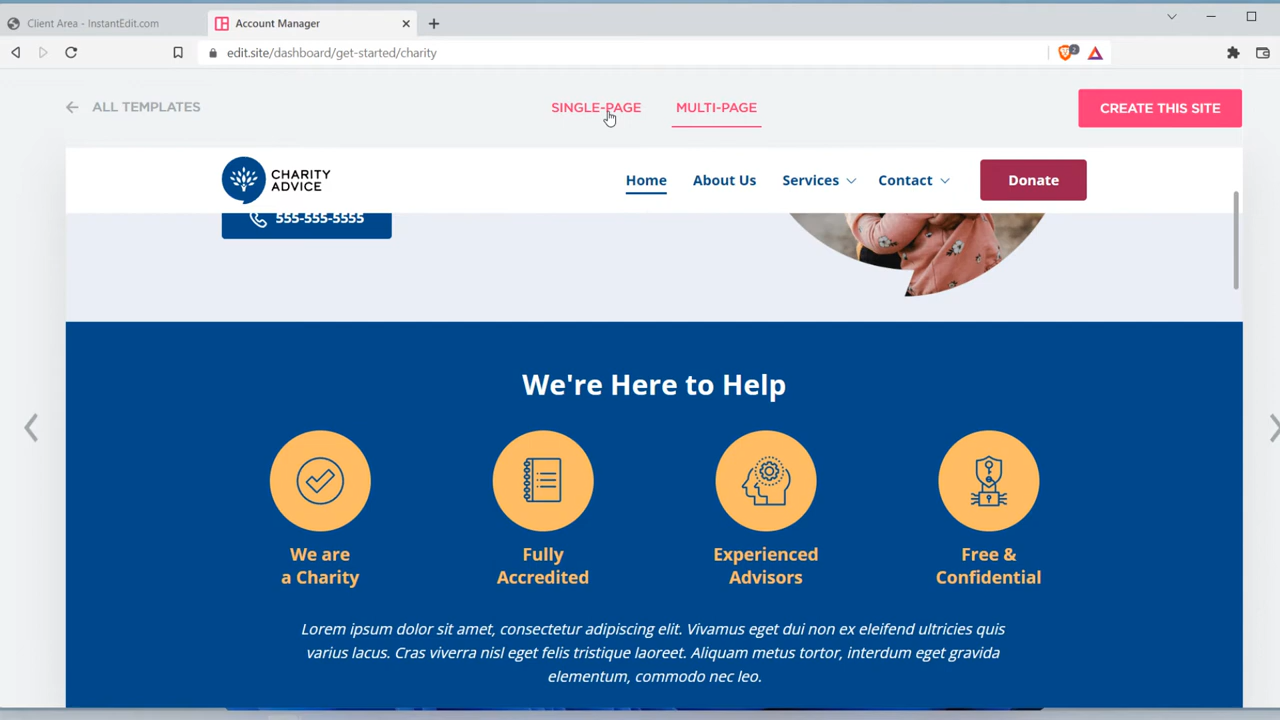 Client Area - InstantEdit.com
Account Manager
edit.site/dashboard/get-started/charity
2
ALL TEMPLATES
SINGLE-PAGE
MULTI-PAGE
CREATE THIS SITE
CHARITY
ADVICE
Home
About Us
Services
Contact
Donate
555-555-5555
We're Here to Help
We are
a Charity
Fully
Accredited
Experienced
Advisors
Free &
Confidential
Lorem ipsum dolor sit amet, consectetur adipiscing elit. Vivamus eget dui non ex eleifend ultricies quis
varius lacus. Cras viverra nisl eget felis tristique laoreet. Aliquam metus tortor, interdum eget gravida
elementum, commodo nec leo.